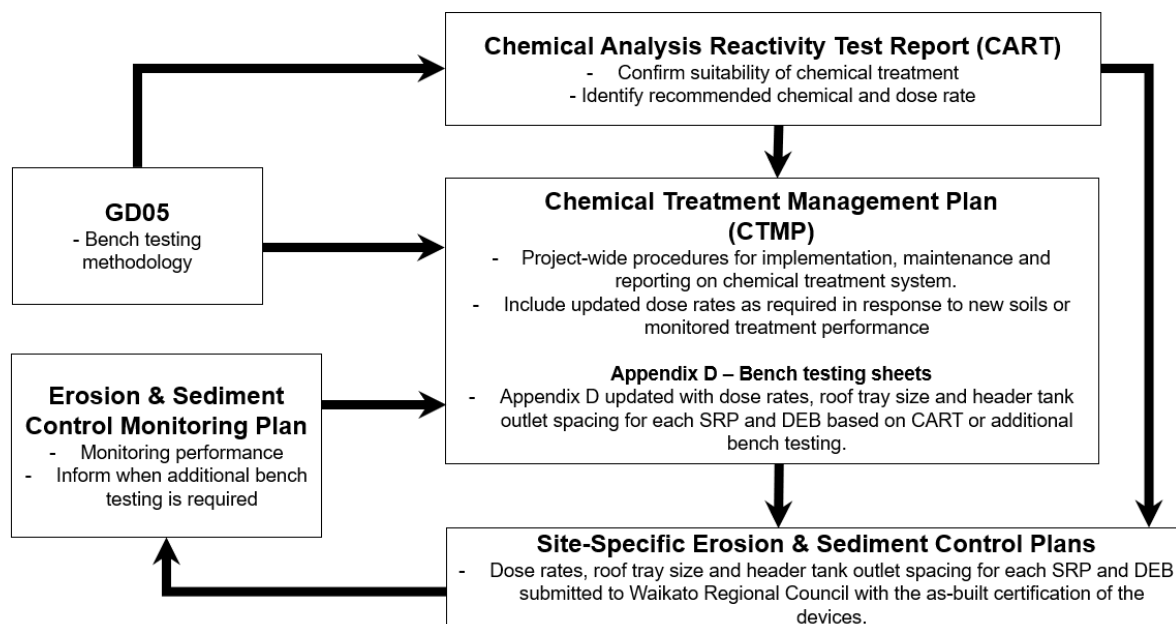 Chemical Analysis Reactivity Test Report (CART)
- Confirm suitability of chemical treatment
- Identify recommended chemical and dose rate
GD05
- Bench testing
methodology
Chemical Treatment Management Plan
(CTMP)
- Project-wide procedures for implementation, maintenance and
reporting on chemical treatment system.
- Include updated dose rates as required in response to new soils or
monitored treatment performance
Appendix D – Bench testing sheets
- Appendix D updated with dose rates, roof tray size and header tank
outlet spacing for each SRP and DEB based on CART or additional
bench testing.
Erosion & Sediment
Control Monitoring Plan
- Monitoring performance
- Inform when additional bench
testing is required
Site-Specific Erosion & Sediment Control Plans
- Dose rates, roof tray size and header tank outlet spacing for each SRP and DEB
submitted to Waikato Regional Council with the as-built certification of the
devices.